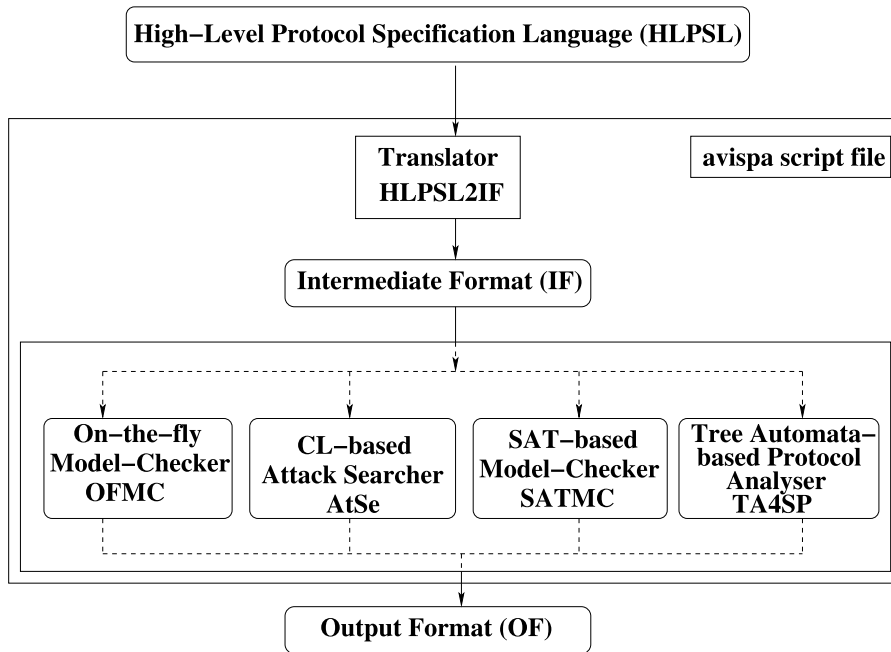 High−Level Protocol Specification Language (HLPSL)
Translator
HLPSL2IF
avispa script file
Intermediate Format (IF)
On−the−fly
Model−Checker
OFMC
CL−based
Attack Searcher
AtSe
SAT−based
Model−Checker
SATMC
Tree Automata−
based Protocol
Analyser
TA4SP
Output Format (OF)